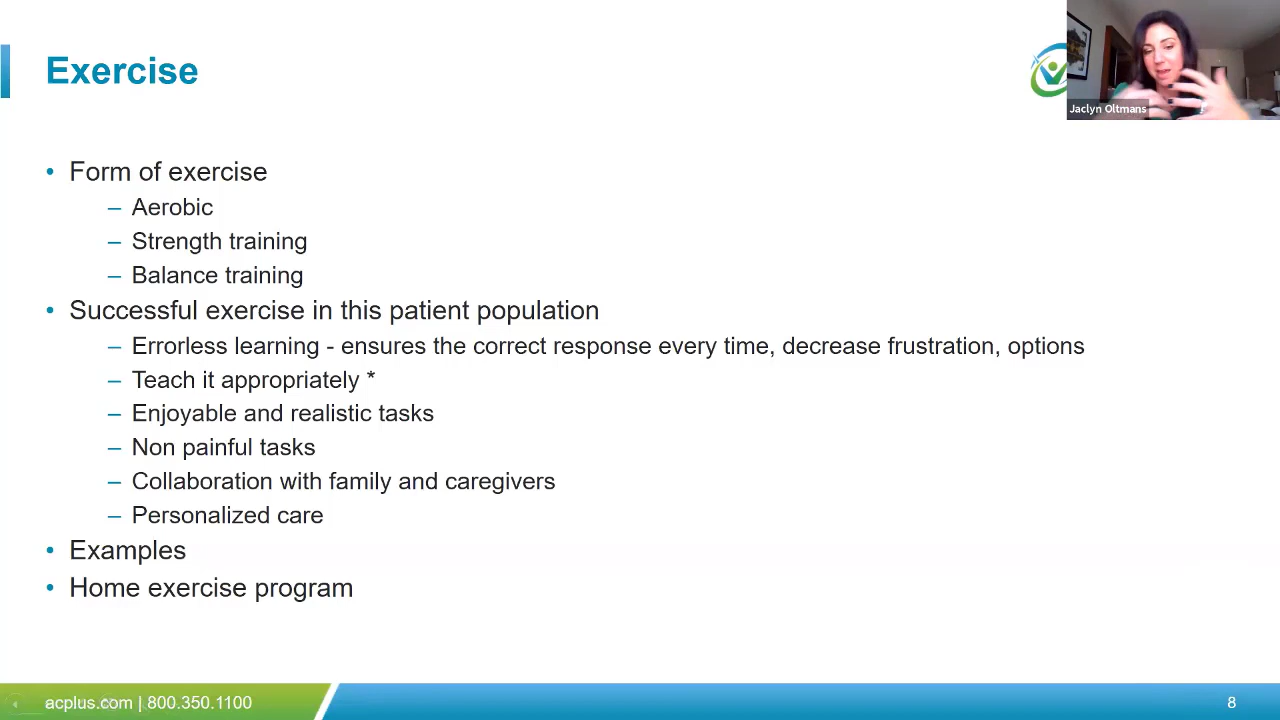 Exercise
Jaclyn Oltmans
• Form of exercise
– Aerobic
– Strength training
– Balance training
• Successful exercise in this patient population
– Errorless learning - ensures the correct response every time, decrease frustration, options
– Teach it appropriately *
– Enjoyable and realistic tasks
– Non painful tasks
– Collaboration with family and caregivers
– Personalized care
• Examples
• Home exercise program
acplus.com | 800.350.1100
8